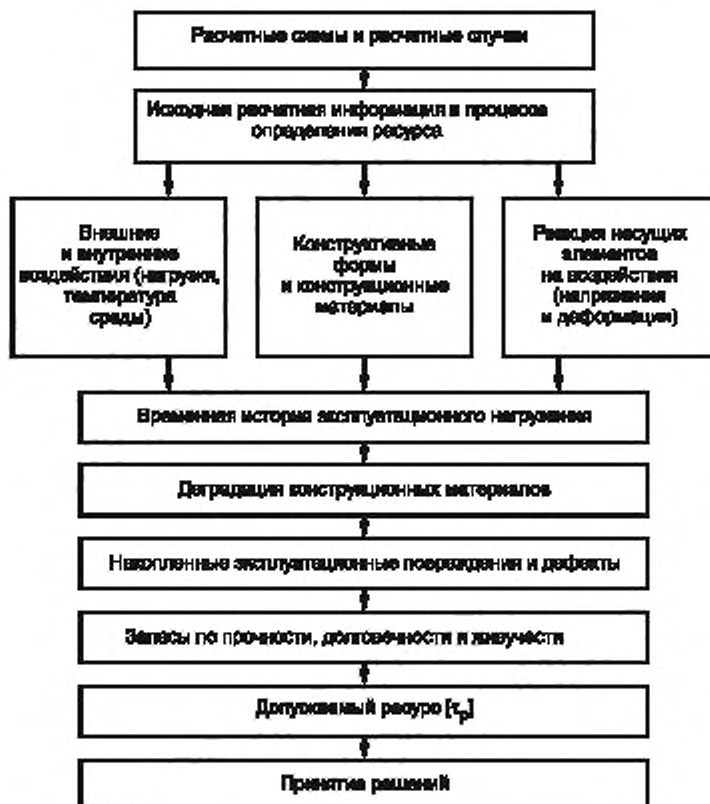 Расчетные схемы и расчетные случаи
Исходная расчетная информация в процессе
определения ресурса
Внешние
и внутренние
воздействия (нагрузки,
температура
среды)
Конструктивные
формы
и конструкционные
материалы
Реакция несущих
элементов
на воздействия
(напряжения
и деформации)
Временная история эксплуатационного нагружения
Деградация конструкционных материалов
Накопленные эксплуатационные повреждения и дефекты
Запасы по прочности, долговечности и живучести
Допускаемый ресурс [τp]
Принятие решений